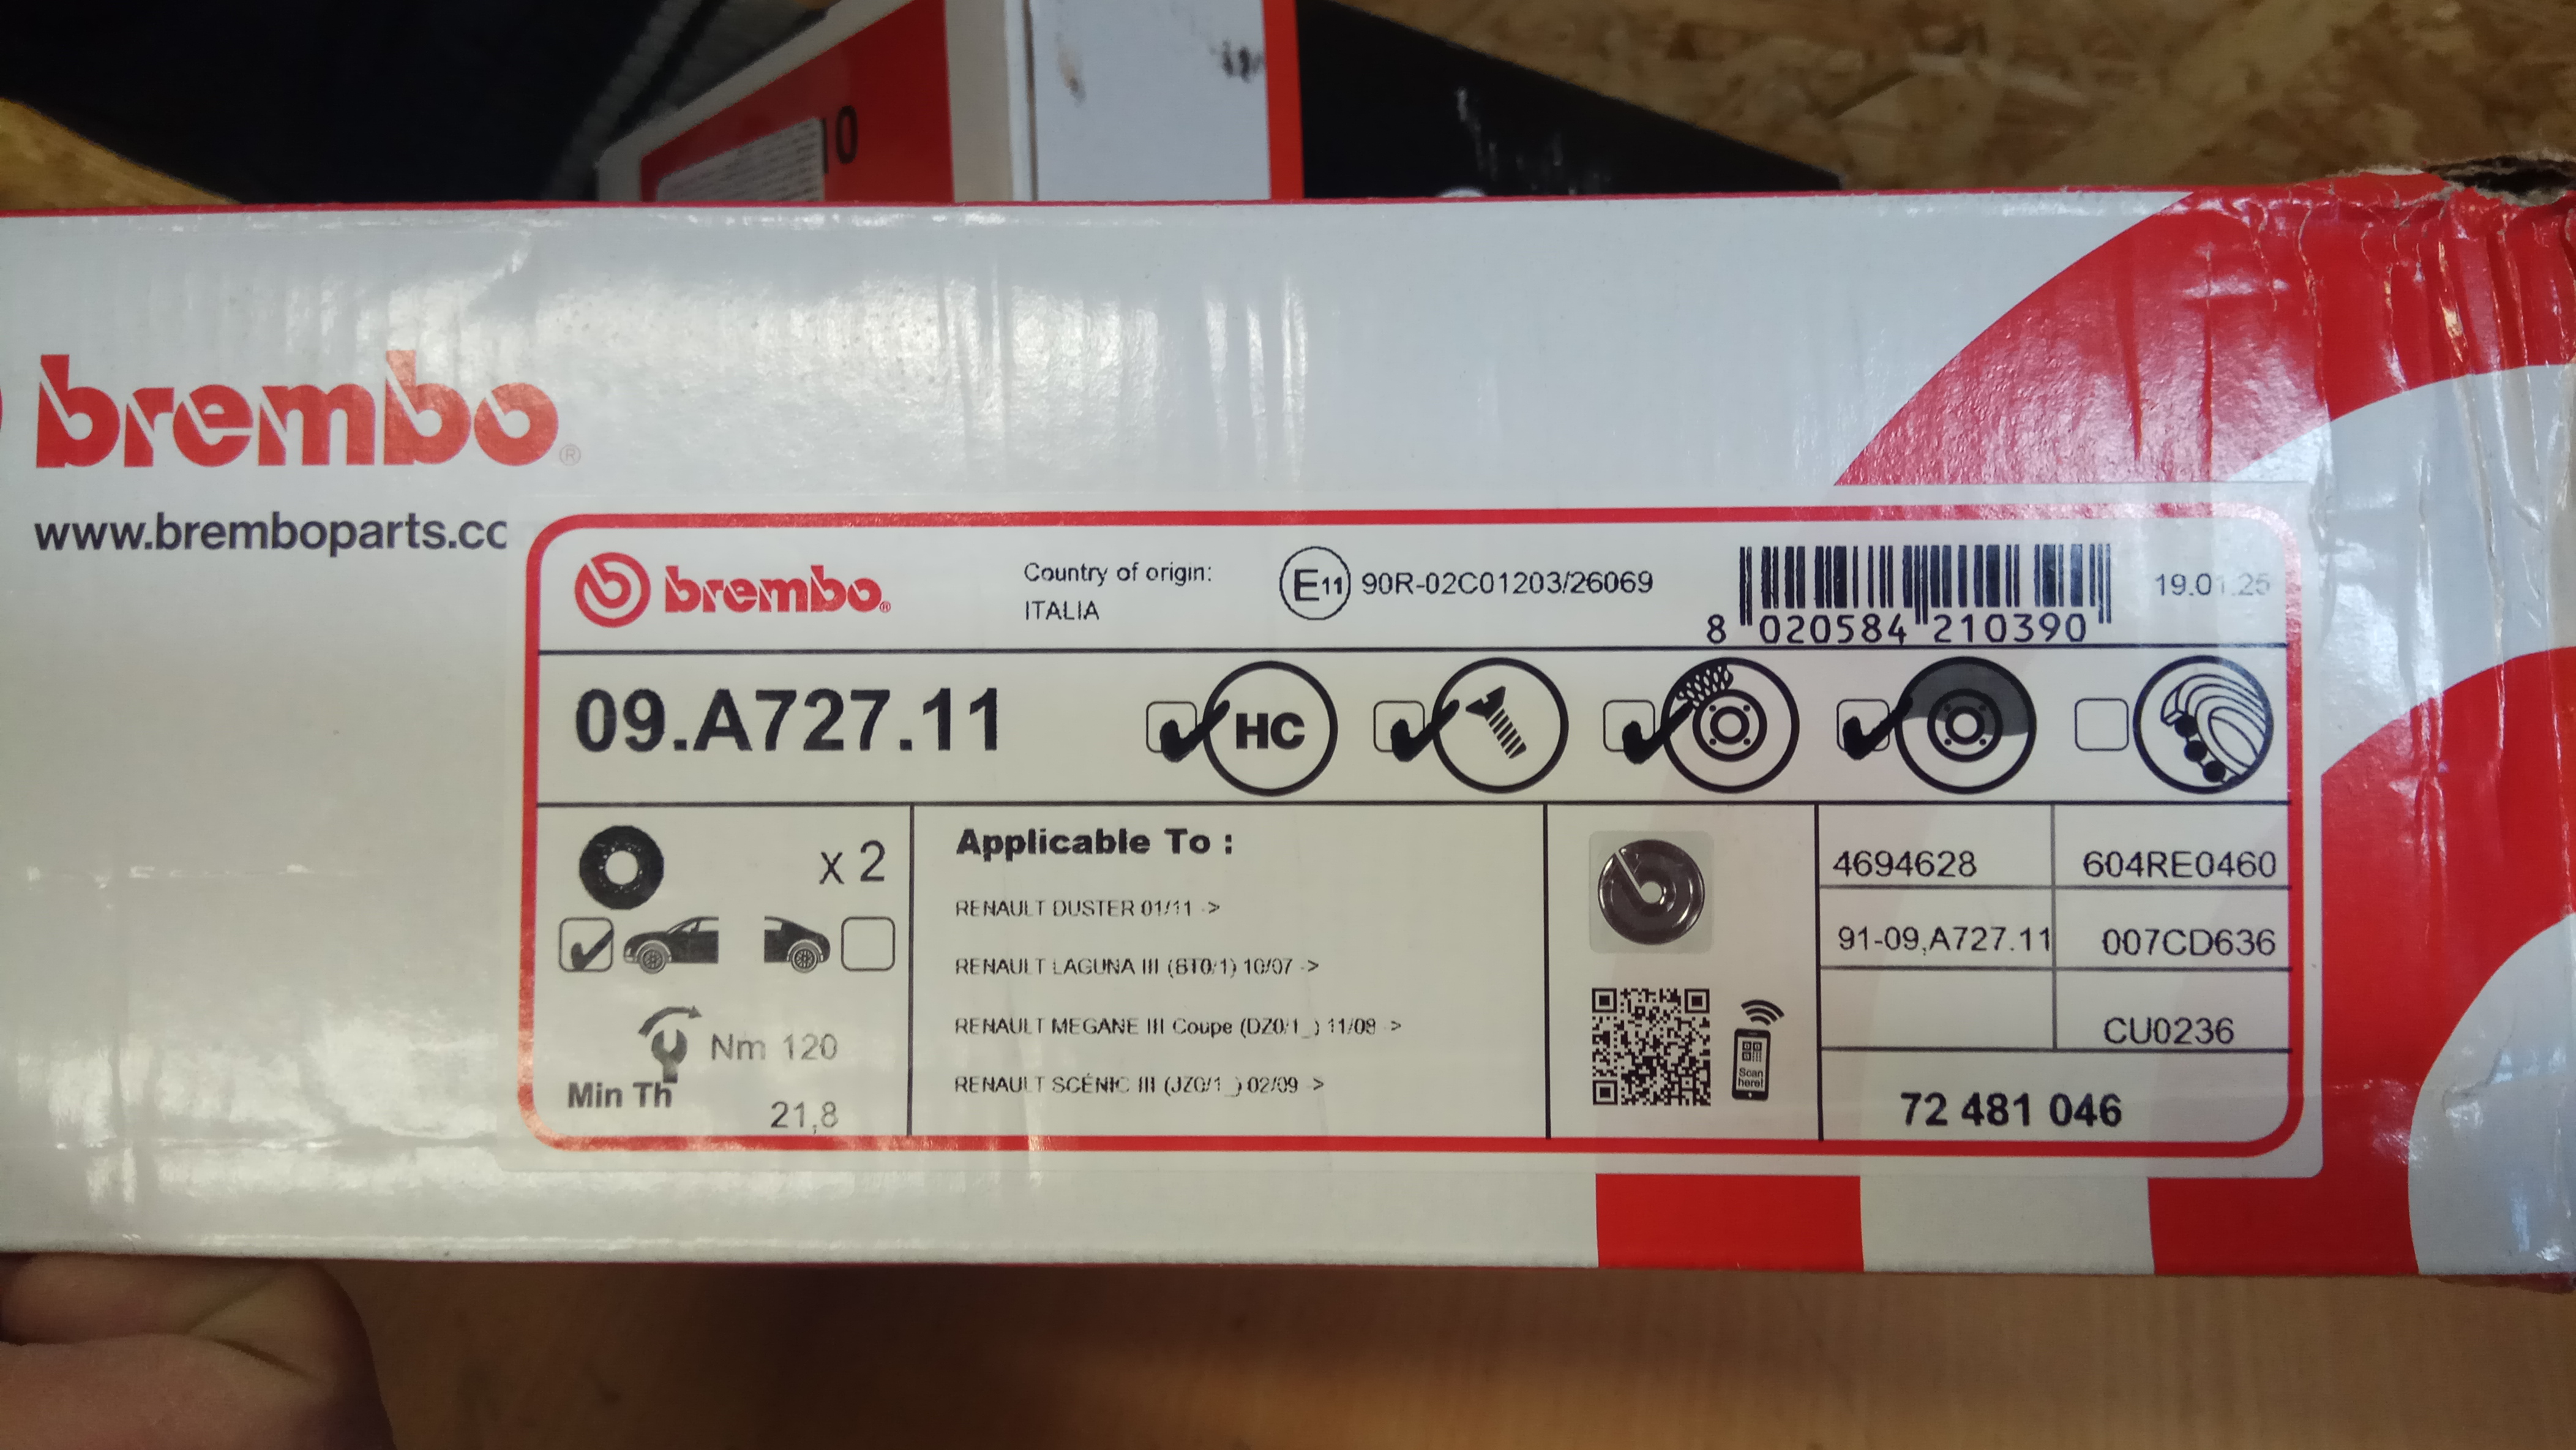 10
brembo®
www.bremboparts.cc
brembo®
Country of origin:
ITALIA
E11 90R-02C01203/26069
8 020584 210390
19.01.25
09.A727.11
HC
x 2
Nm 120
Min Th
21,8
Applicable To :
RENAULT DUSTER 01/11 ->
RENAULT LAGUNA III (BT0/1) 10/07 ->
RENAULT MEGANE III Coupe (DZ0/1_) 11/08 ->
RENAULT SCÉNIC III (JZ0/1_) 02/09 ->
Scan
here!
4694628 604RE0460
91-09.A727.11 007CD636
CU0236
72 481 046